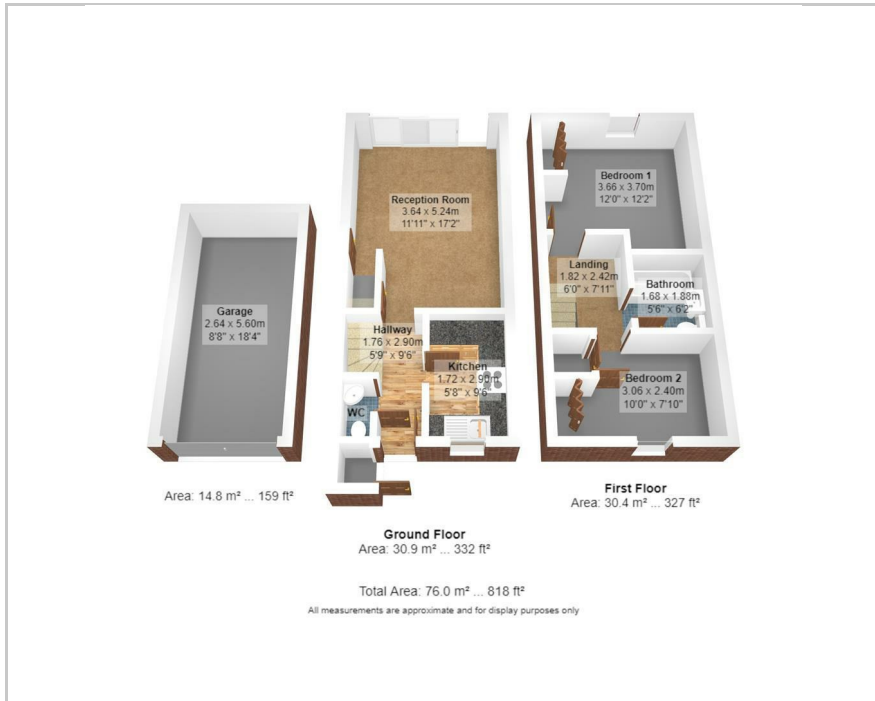 Garage
2.64 x 5.60m
8'8" x 18'4"
Area: 14.8 m² ... 159 ft²
Reception Room
3.64 x 5.24m
11'11" x 17'2"
Hallway
1.76 x 2.90m
5'9" x 9'6"
Kitchen
1.72 x 2.90m
5'8" x 9'6"
WC
Ground Floor
Area: 30.9 m² ... 332 ft²
Bedroom 1
3.66 x 3.70m
12'0" x 12'2"
Landing
1.82 x 2.42m
6'0" x 7'11"
Bathroom
1.68 x 1.88m
5'6" x 6'2"
Bedroom 2
3.06 x 2.40m
10'0" x 7'10"
First Floor
Area: 30.4 m² ... 327 ft²
Total Area: 76.0 m² ... 818 ft²
All measurements are approximate and for display purposes only